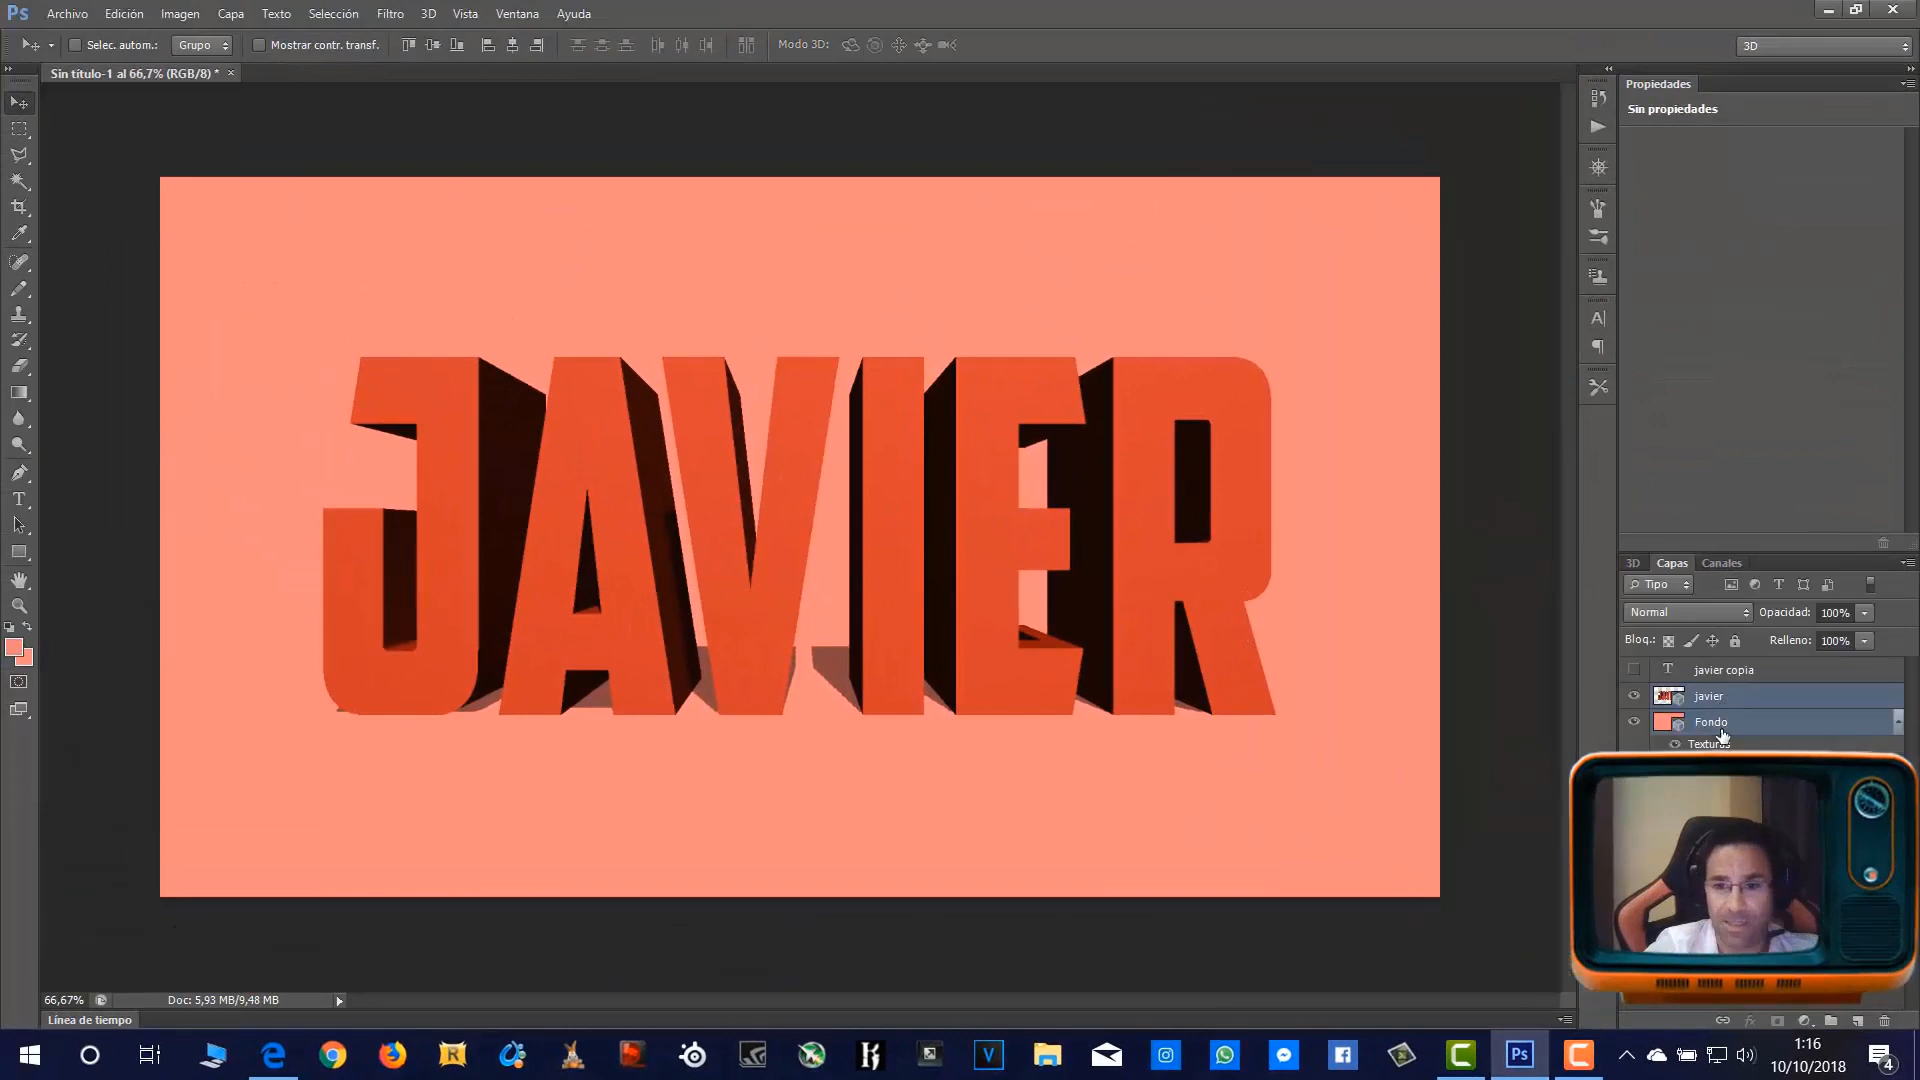 Ps Archivo Edición Imagen Capa Texto Selección Filtro 3D Vista Ventana Ayuda
Selec. autom.: Grupo Mostrar contr. transf. Modo 3D: 3D
Sin título-1 al 66,7% (RGB/8) *
Propiedades
Sin propiedades
JAVIER
3D Capas Canales
Tipo
Normal Opacidad: 100%
Bloq.: Relleno: 100%
T javier copia
javier
Fondo
Texturas
66,67% Doc: 5,93 MB/9,48 MB
Línea de tiempo
1:16
10/10/2018
4